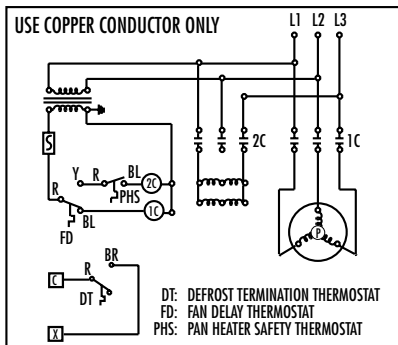 USE COPPER CONDUCTOR ONLY
L1 L2 L3
S
2C
1C
Y R BL 2C
PHS
R
BL 1C
FD
P
BR
C R
DT
X
DT: DEFROST TERMINATION THERMOSTAT
FD: FAN DELAY THERMOSTAT
PHS: PAN HEATER SAFETY THERMOSTAT